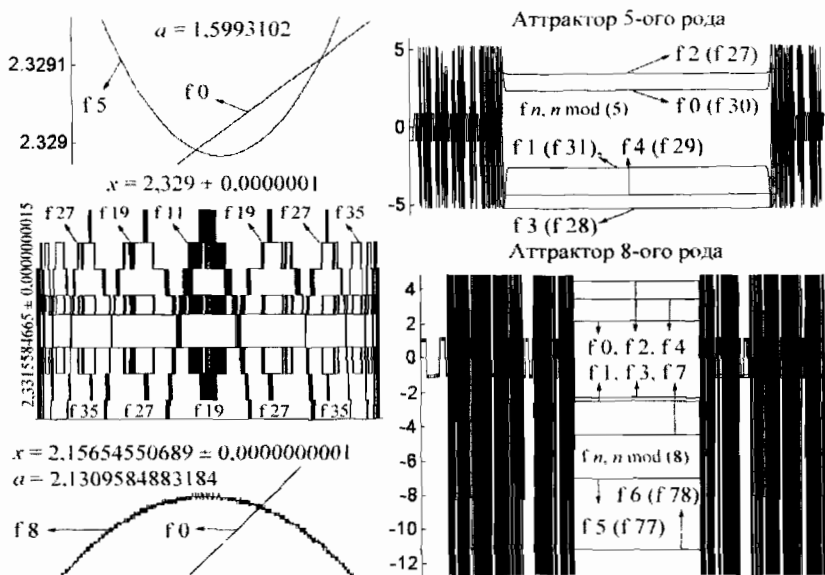 a = 1,5993102
2.3291
f 5
f 0
2.329
x = 2,329 ± 0,0000001
f 27
f 19
f 11
f 19
f 27
f 35
2,3315584665 ± 0,00000000015
f 35
f 27
f 19
f 27
f 35
x = 2,15654550689 ± 0,0000000001
a = 2,1309584883184
f 8
f 0
Аттрактор 5-ого рода
5
f 2 (f 27)
f n, n mod (5)
f 0 (f 30)
0
f 1 (f 31),
f 4 (f 29)
-5
f 3 (f 28)
Аттрактор 8-ого рода
4
2
f 0, f 2, f 4
0
f 1, f 3, f 7
-2
-4
f n, n mod (8)
-6
-8
f 6 (f 78)
-10
f 5 (f 77)
-12